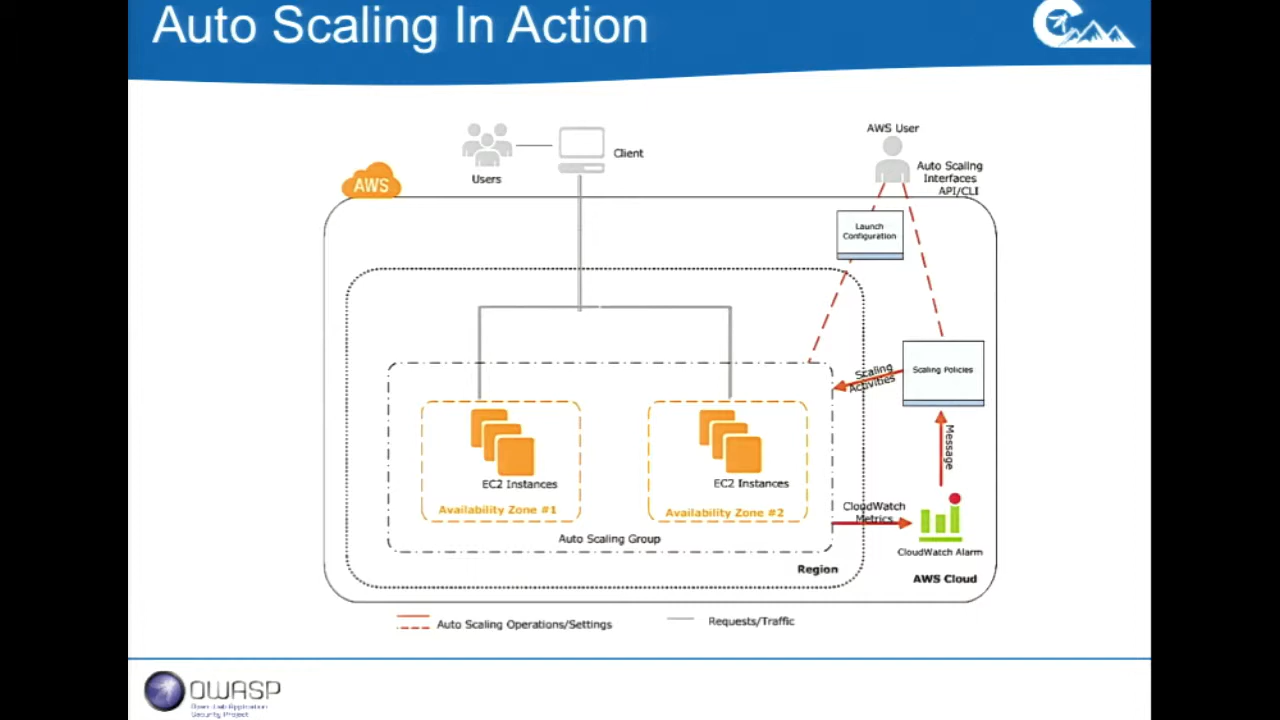 Auto Scaling In Action
AWS User
Client
Users
Auto Scaling
Interfaces
API/CLI
AWS
Launch
Configuration
Scaling
Activities
Scaling Policies
Message
EC2 Instances
EC2 Instances
Availability Zone #1
Availability Zone #2
CloudWatch
Metrics
Auto Scaling Group
CloudWatch Alarm
Region
AWS Cloud
Auto Scaling Operations/Settings
Requests/Traffic
OWASP
Open Web Application
Security Project